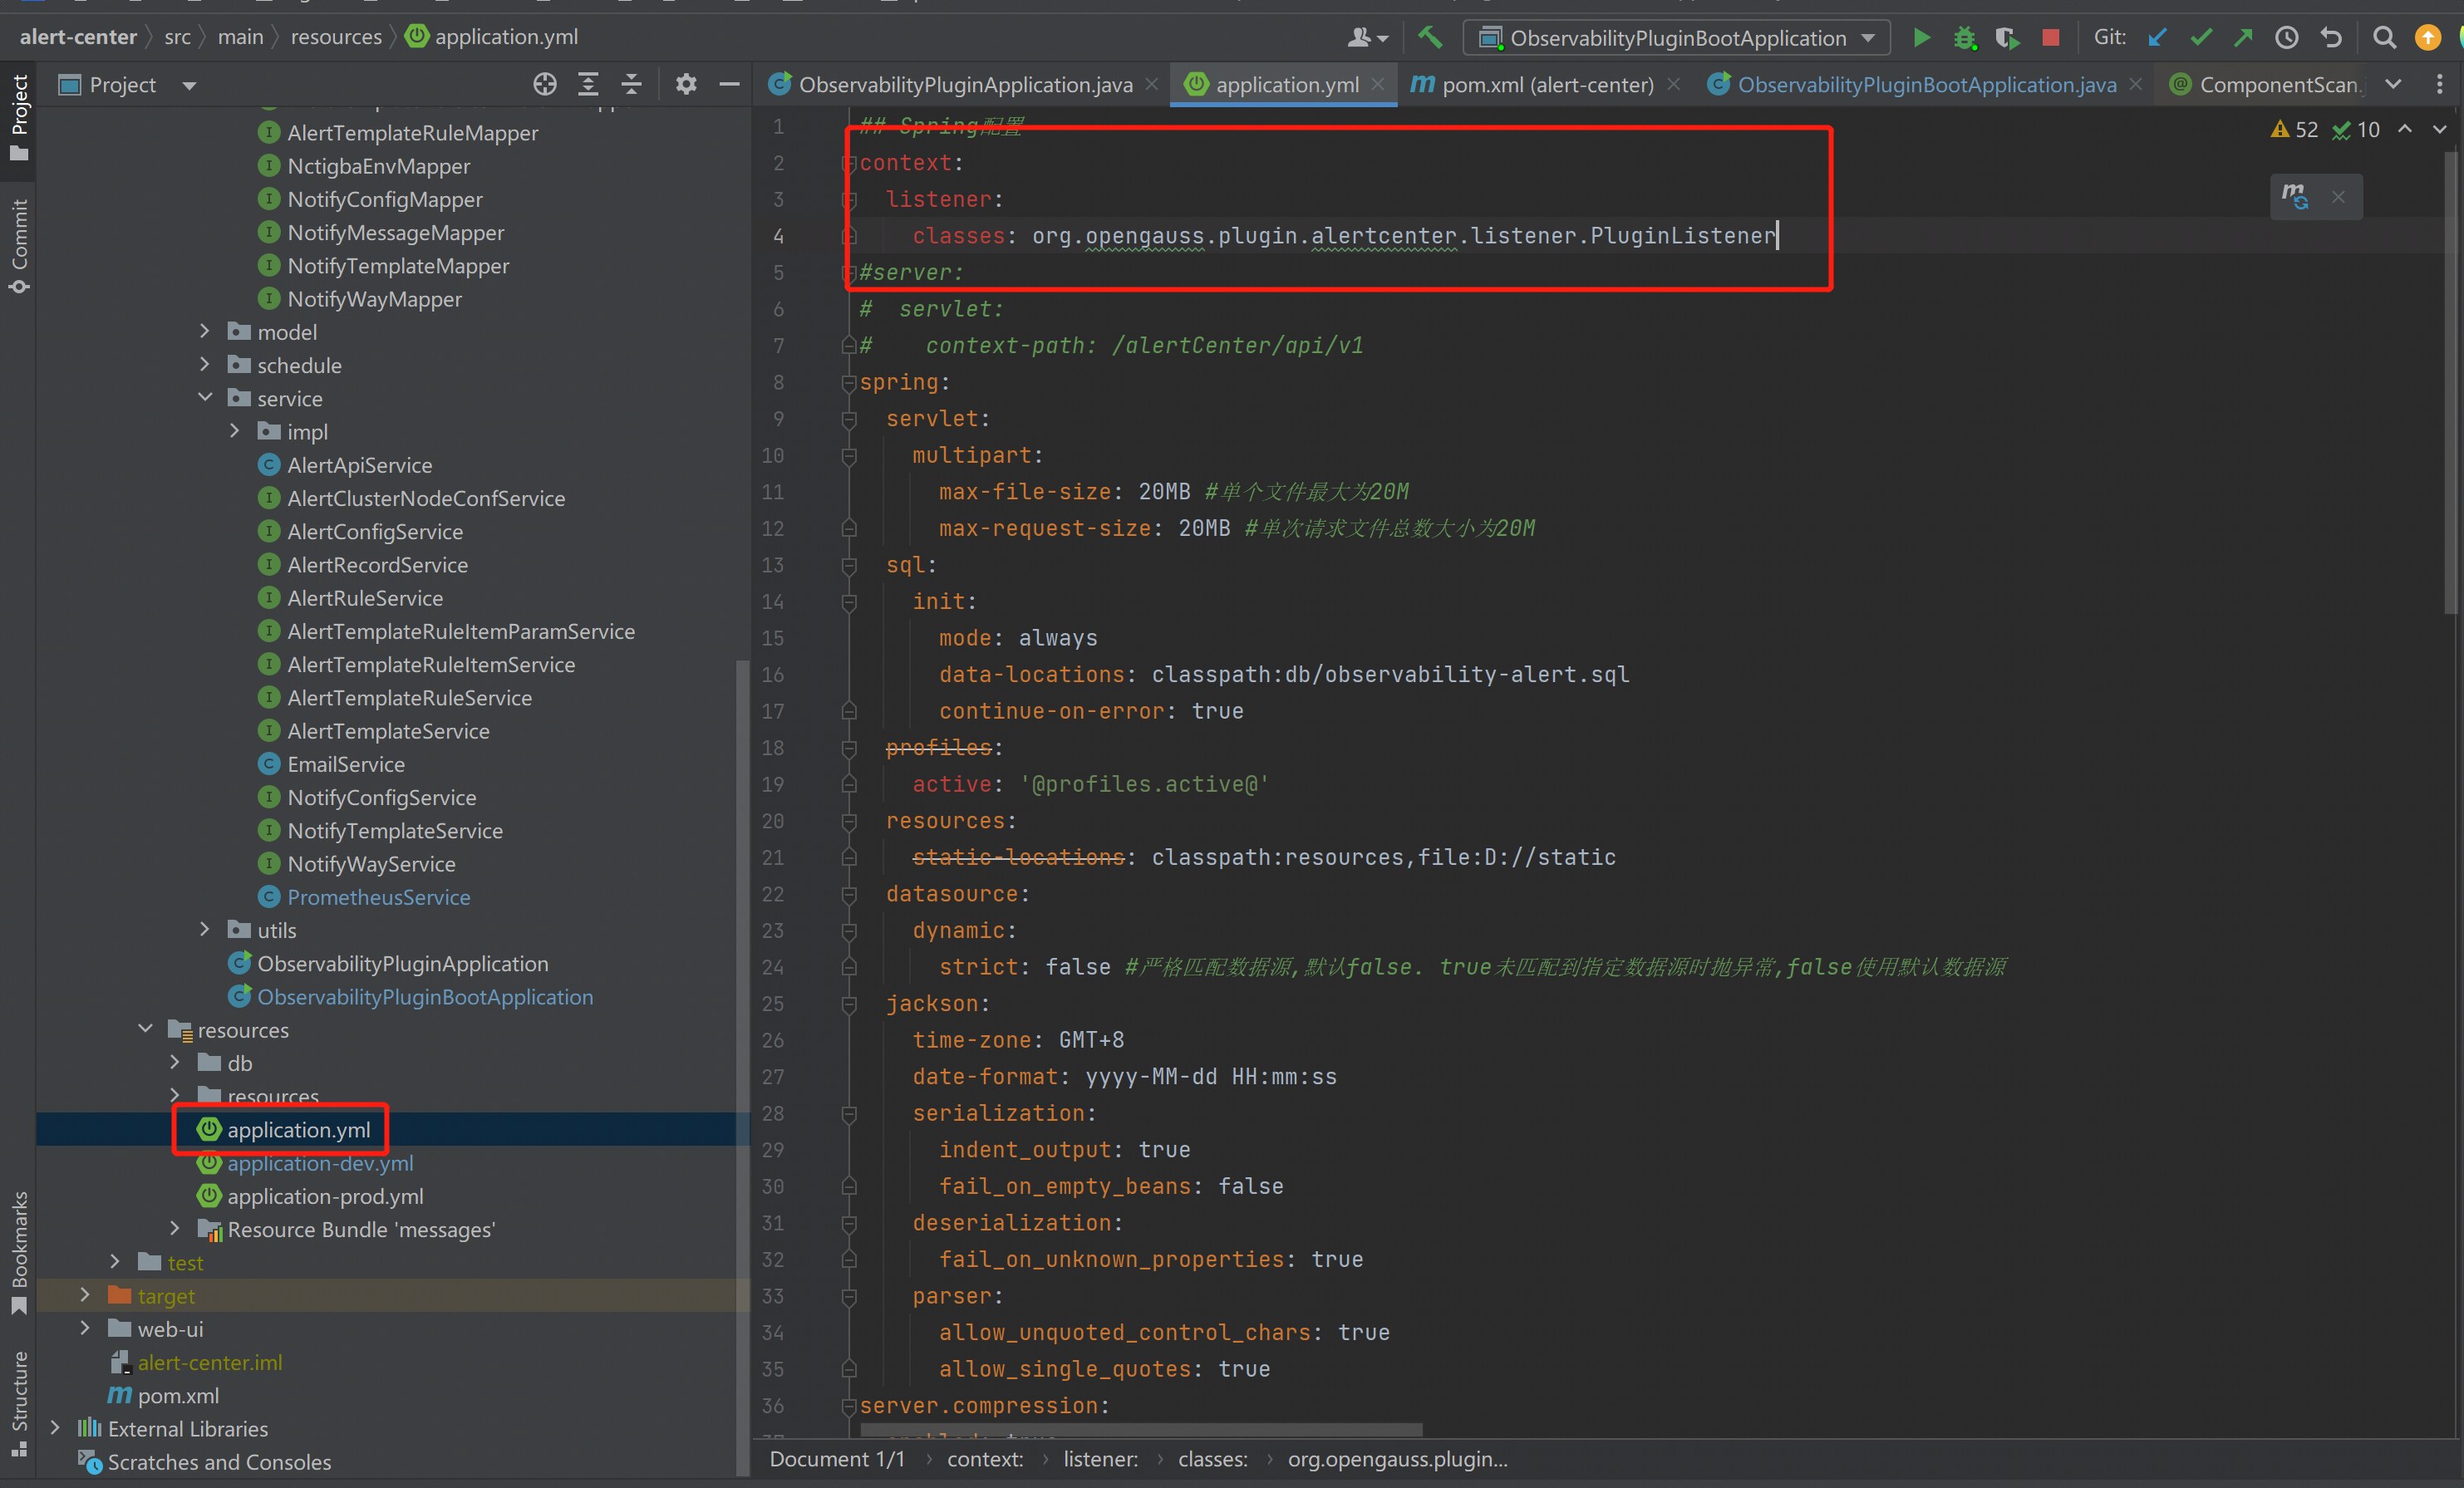 alert-center src main resources application.yml
ObservabilityPluginBootApplication
Git:
Project
ObservabilityPluginApplication.java
application.yml
pom.xml (alert-center)
ObservabilityPluginBootApplication.java
ComponentScan.
Project
Commit
Bookmarks
Structure
AlertTemplateRuleMapper
NctigbaEnvMapper
NotifyConfigMapper
NotifyMessageMapper
NotifyTemplateMapper
NotifyWayMapper
model
schedule
service
impl
AlertApiService
AlertClusterNodeConfService
AlertConfigService
AlertRecordService
AlertRuleService
AlertTemplateRuleItemParamService
AlertTemplateRuleItemService
AlertTemplateRuleService
AlertTemplateService
EmailService
NotifyConfigService
NotifyTemplateService
NotifyWayService
PrometheusService
utils
ObservabilityPluginApplication
ObservabilityPluginBootApplication
resources
db
resources
application.yml
application-dev.yml
application-prod.yml
Resource Bundle 'messages'
test
target
web-ui
alert-center.iml
pom.xml
External Libraries
Scratches and Consoles
52 10
1 ## Spring配置
2 context:
3 listener:
4 classes: org.opengauss.plugin.alertcenter.listener.PluginListener
5 #server:
6 # servlet:
7 # context-path: /alertCenter/api/v1
8 spring:
9 servlet:
10 multipart:
11 max-file-size: 20MB #单个文件最大为20M
12 max-request-size: 20MB #单次请求文件总数大小为20M
13 sql:
14 init:
15 mode: always
16 data-locations: classpath:db/observability-alert.sql
17 continue-on-error: true
18 profiles:
19 active: '@profiles.active@'
20 resources:
21 static-locations: classpath:resources,file:D://static
22 datasource:
23 dynamic:
24 strict: false #严格匹配数据源,默认false. true未匹配到指定数据源时抛异常,false使用默认数据源
25 jackson:
26 time-zone: GMT+8
27 date-format: yyyy-MM-dd HH:mm:ss
28 serialization:
29 indent_output: true
30 fail_on_empty_beans: false
31 deserialization:
32 fail_on_unknown_properties: true
33 parser:
34 allow_unquoted_control_chars: true
35 allow_single_quotes: true
36 server.compression:
Document 1/1 context: listener: classes: org.opengauss.plugin...